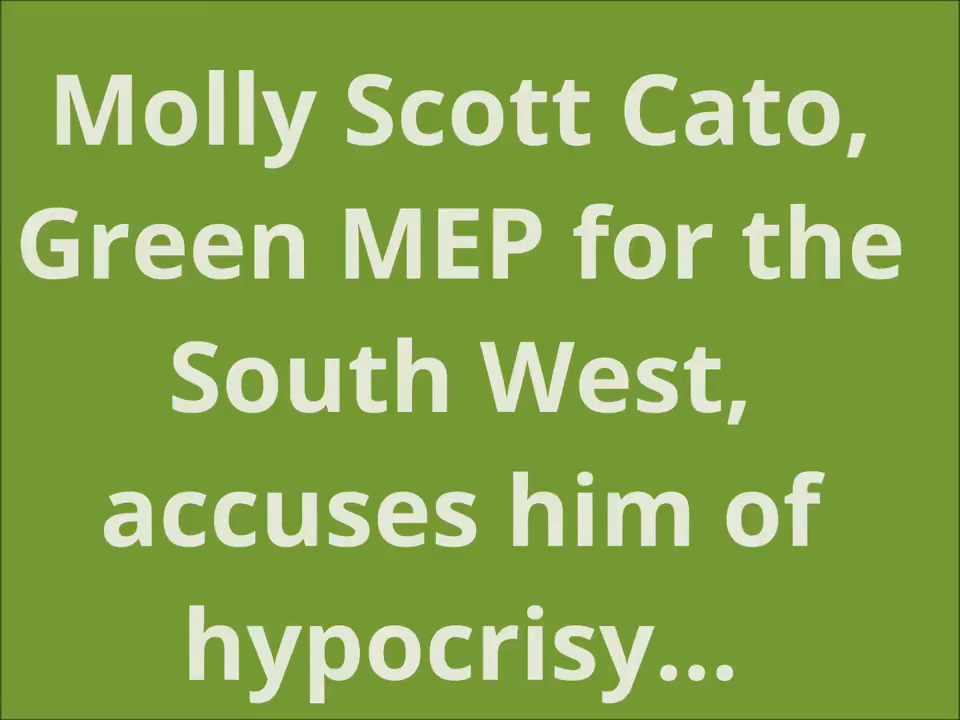 Molly Scott Cato,
Green MEP for the
South West,
accuses him of
hypocrisy...